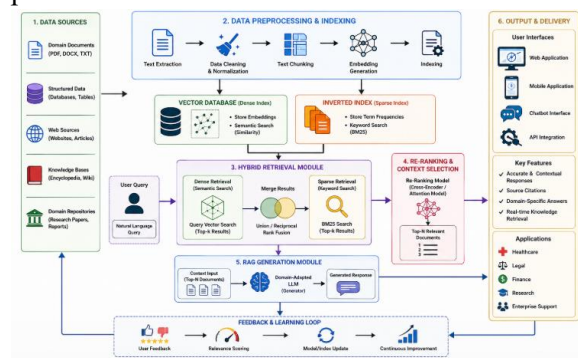 1. DATA SOURCES
Domain Documents
(PDF, DOCX, TXT)
Structured Data
(Databases, Tables)
Web Sources
(Websites, Articles)
Knowledge Bases
(Encyclopedia, Wiki)
Domain Repositories
(Research Papers,
Reports)
2. DATA PREPROCESSING & INDEXING
Text Extraction
Data Cleaning
& Normalization
Text Chunking
Embedding
Generation
Indexing
VECTOR DATABASE (Dense Index)
• Store Embeddings
• Semantic Search
(Similarity)
INVERTED INDEX (Sparse Index)
• Store Term Frequencies
• Keyword Search
(BM25)
User Query
Natural Language
Query
3. HYBRID RETRIEVAL MODULE
Dense Retrieval
(Semantic Search)
Query Vector Search
(Top-k Results)
Merge Results
Union / Reciprocal
Rank Fusion
Sparse Retrieval
(Keyword Search)
BM25 Search
(Top-k Results)
4. RE-RANKING &
CONTEXT SELECTION
Re-Ranking Model
(Cross-Encoder /
Attention Model)
Top-N Relevant
Documents
1.
2.
3.
5. RAG GENERATION MODULE
Context Input
(Top-N Documents)
Domain-Adapted
LLM
(Generator)
Generated Response
FEEDBACK & LEARNING LOOP
User Feedback
Relevance Scoring
Model/Index Update
Continuous Improvement
6. OUTPUT & DELIVERY
User Interfaces
Web Application
Mobile Application
Chatbot Interface
API Integration
Key Features
✓ Accurate & Contextual
Responses
✓ Source Citations
✓ Domain-Specific Answers
✓ Real-time Knowledge
Retrieval
Applications
Healthcare
Legal
Finance
Research
Enterprise Support